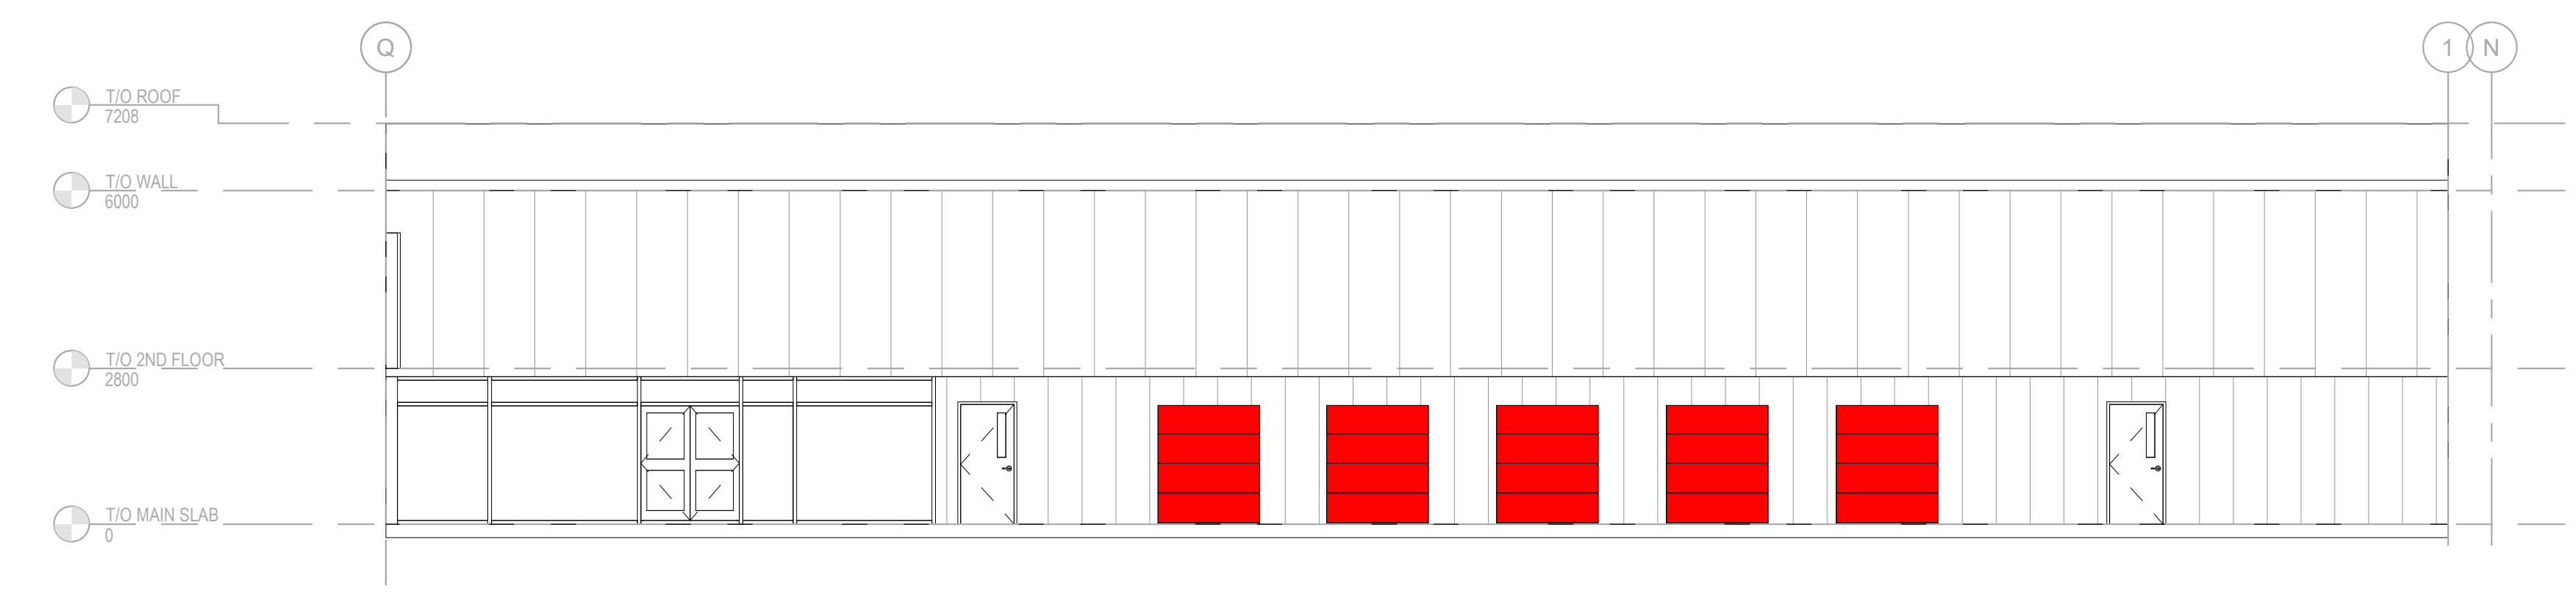 Q
1
N
T/O ROOF
7208
T/O WALL
6000
T/O 2ND FLOOR
2800
T/O MAIN SLAB
0